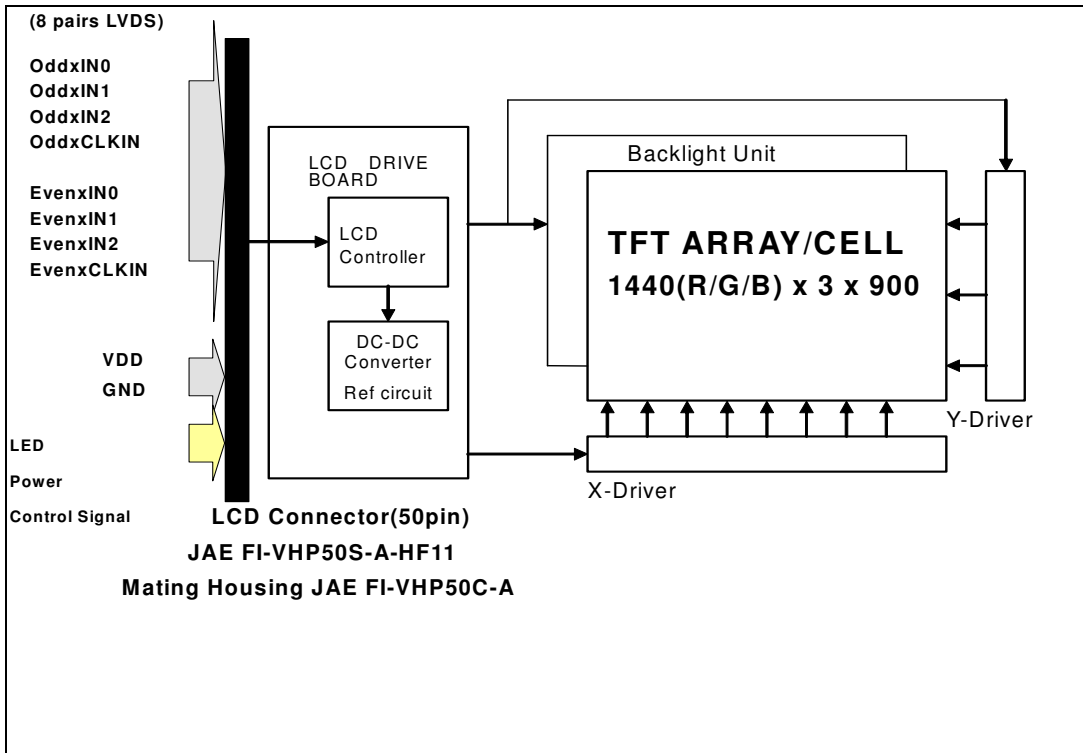 (8 pairs LVDS)
OddxIN0
OddxIN1
OddxIN2
OddxCLKIN
EvenxIN0
EvenxIN1
EvenxIN2
EvenxCLKIN
VDD
GND
LED
Power
Control Signal
LCD DRIVE
BOARD
LCD
Controller
DC-DC
Converter
Ref circuit
Backlight Unit
TFT ARRAY/CELL
1440(R/G/B) x 3 x 900
Y-Driver
X-Driver
LCD Connector(50pin)
JAE FI-VHP50S-A-HF11
Mating Housing JAE FI-VHP50C-A